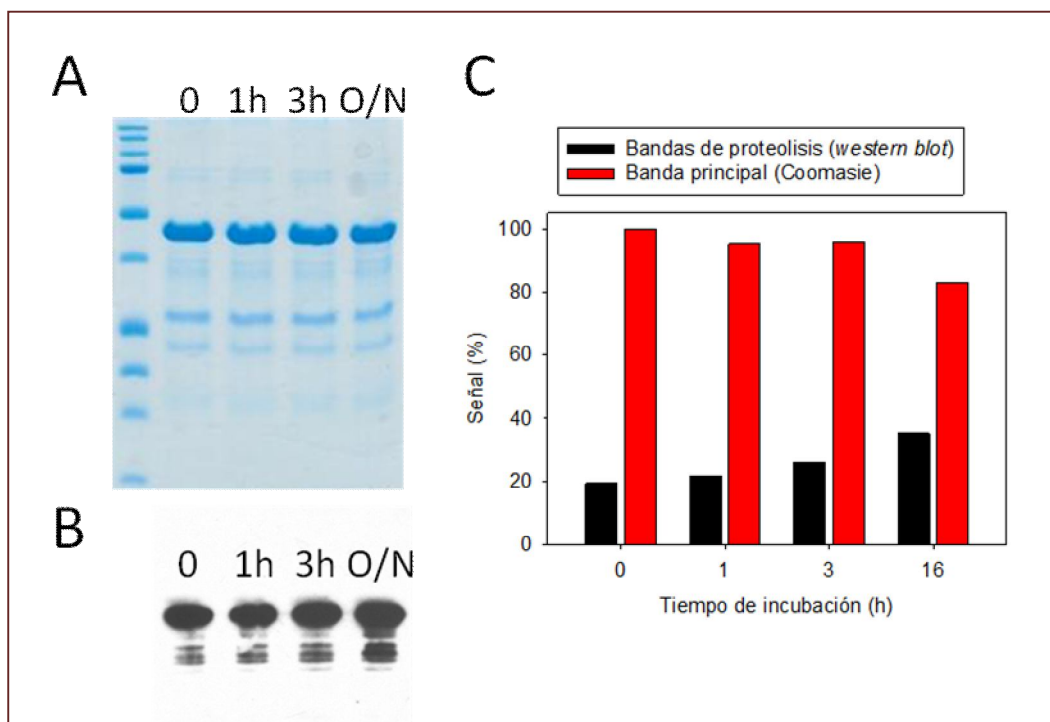 A
0 1h 3h O/N
B
0 1h 3h O/N
C
Bandas de proteolisis (western blot)
Banda principal (Coomasie)
100
80
60
40
20
0
Señal (%)
0 1 3 16
Tiempo de incubación (h)